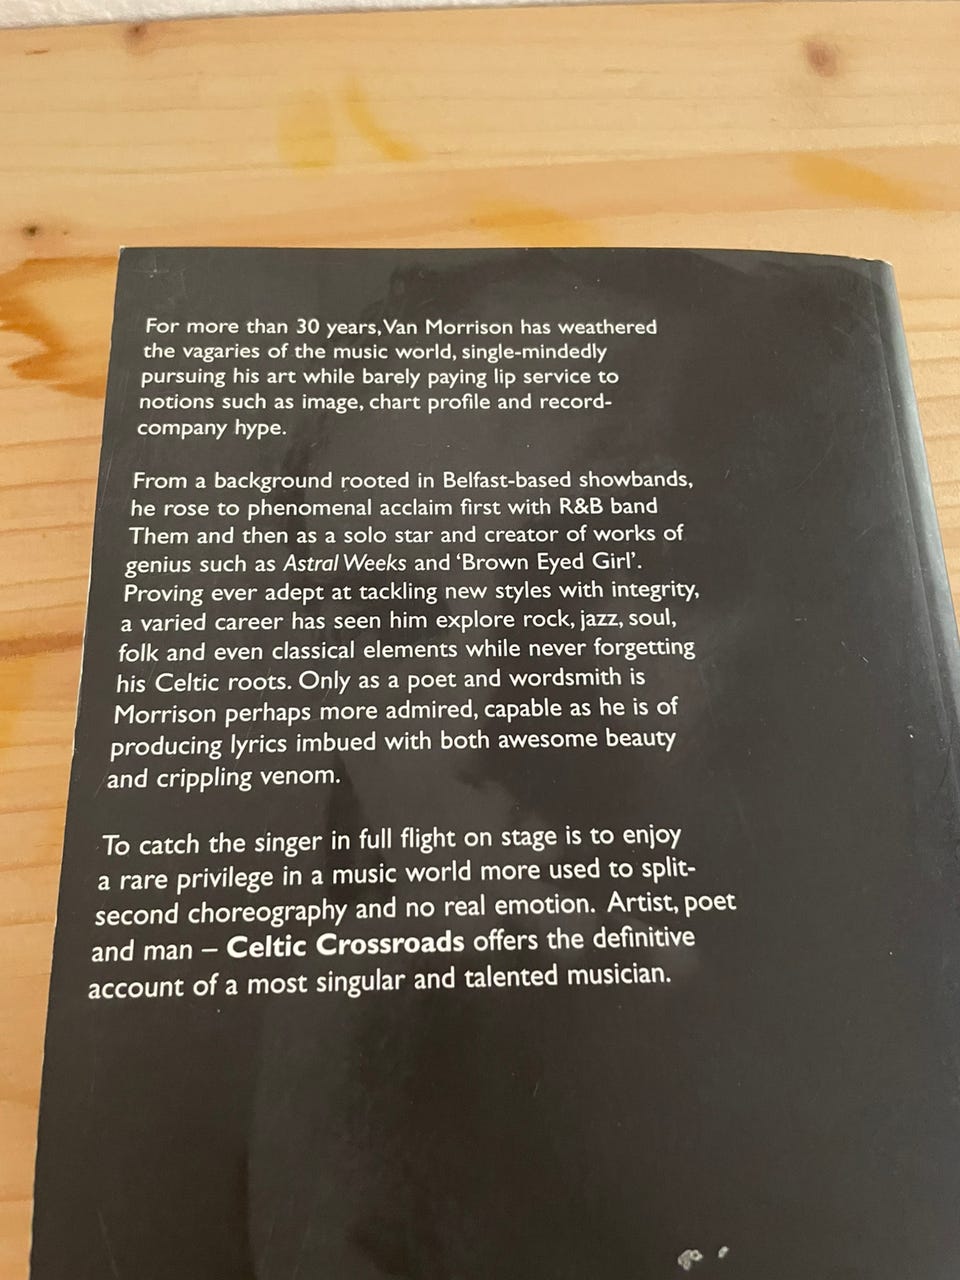 For more than 30 years, Van Morrison has weathered
the vagaries of the music world, single-mindedly
pursuing his art while barely paying lip service to
notions such as image, chart profile and record-
company hype.
From a background rooted in Belfast-based showbands,
he rose to phenomenal acclaim first with R&B band
Them and then as a solo star and creator of works of
genius such as Astral Weeks and ‘Brown Eyed Girl’.
Proving ever adept at tackling new styles with integrity,
a varied career has seen him explore rock, jazz, soul,
folk and even classical elements while never forgetting
his Celtic roots. Only as a poet and wordsmith is
Morrison perhaps more admired, capable as he is of
producing lyrics imbued with both awesome beauty
and crippling venom.
To catch the singer in full flight on stage is to enjoy
a rare privilege in a music world more used to split-
second choreography and no real emotion. Artist, poet
and man – Celtic Crossroads offers the definitive
account of a most singular and talented musician.